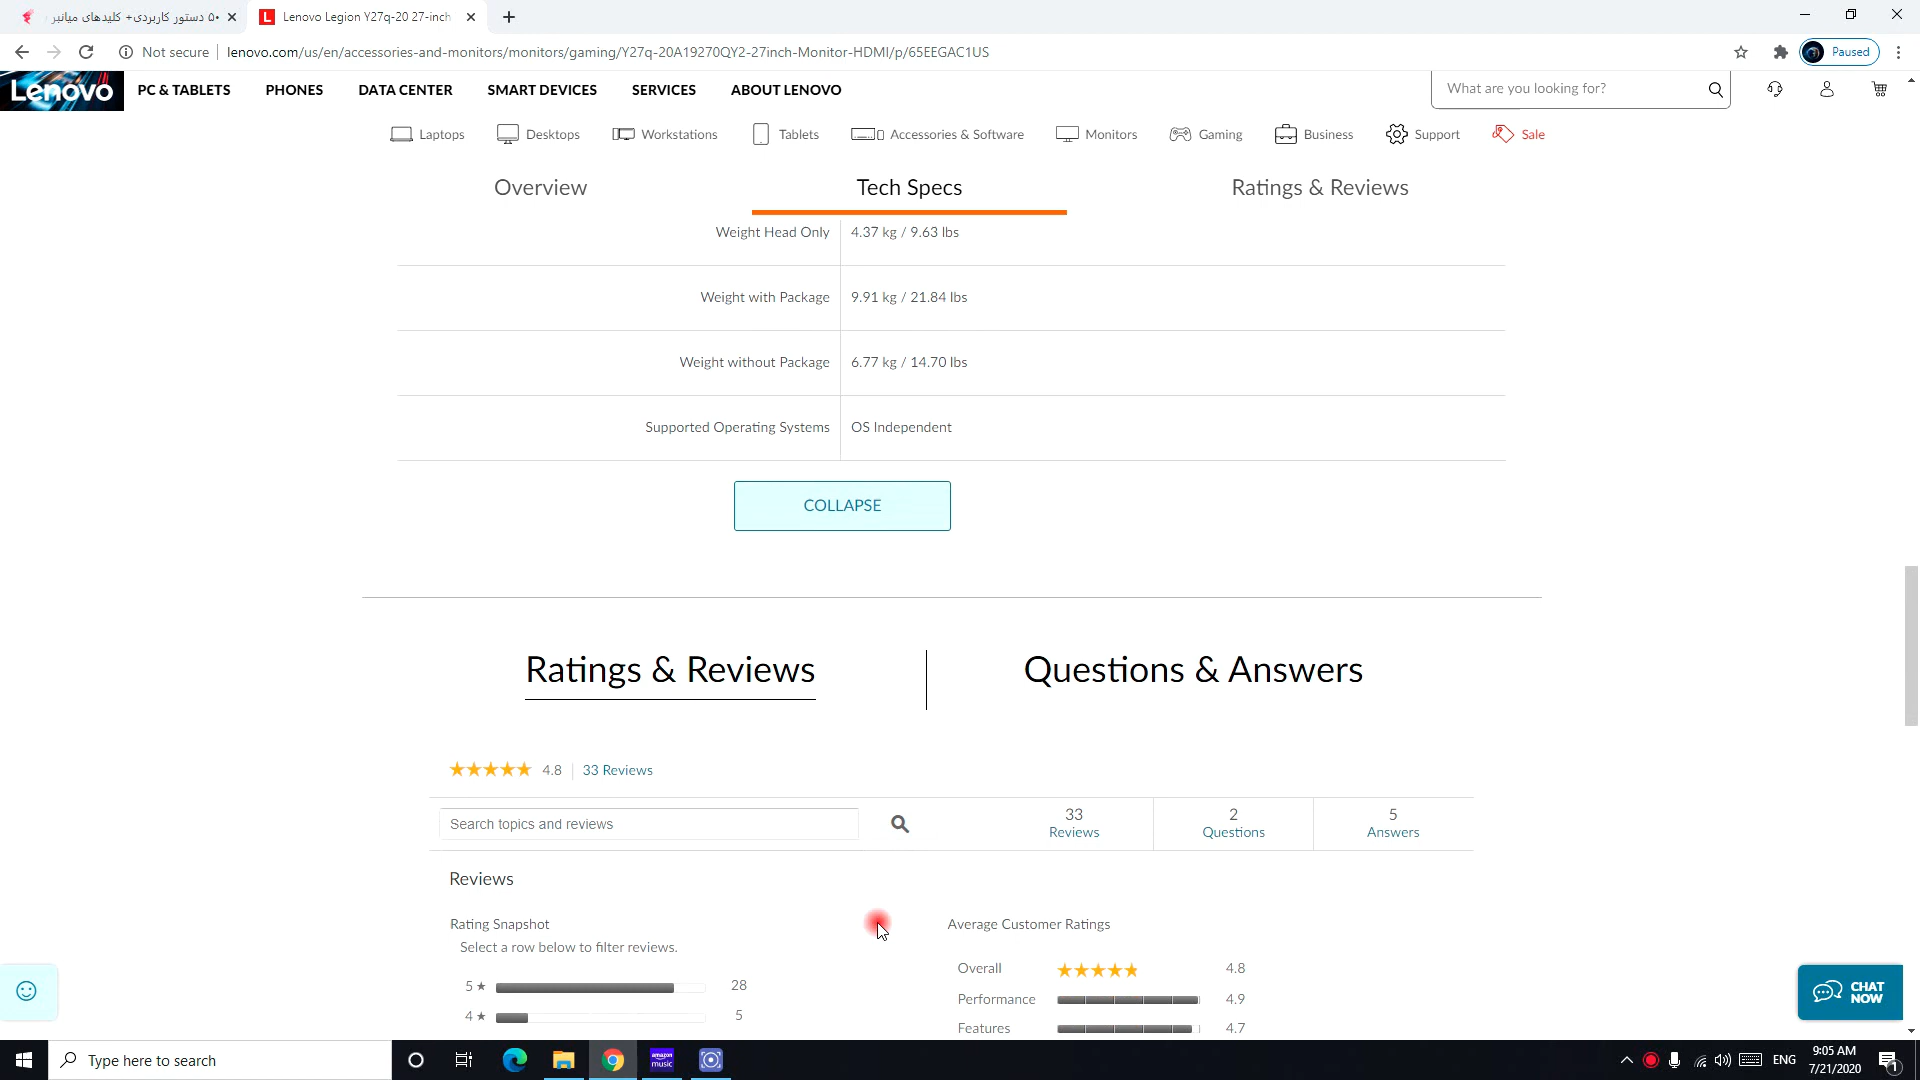 ۵۰ دستور کاربردی+ کلیدهای میانبر
Lenovo Legion Y27q-20 27-inch
Not secure
lenovo.com/us/en/accessories-and-monitors/monitors/gaming/Y27q-20A19270QY2-27inch-Monitor-HDMI/p/65EEGAC1US
Paused
Lenovo
PC & TABLETS
PHONES
DATA CENTER
SMART DEVICES
SERVICES
ABOUT LENOVO
What are you looking for?
Laptops
Desktops
Workstations
Tablets
Accessories & Software
Monitors
Gaming
Business
Support
Sale
Overview
Tech Specs
Ratings & Reviews
Weight Head Only 4.37 kg / 9.63 lbs
Weight with Package 9.91 kg / 21.84 lbs
Weight without Package 6.77 kg / 14.70 lbs
Supported Operating Systems OS Independent
COLLAPSE
Ratings & Reviews
Questions & Answers
★★★★★ 4.8 33 Reviews
Search topics and reviews
33
Reviews
2
Questions
5
Answers
Reviews
Rating Snapshot
Select a row below to filter reviews.
5 ★ 28
4 ★ 5
Average Customer Ratings
Overall ★★★★★ 4.8
Performance 4.9
Features 4.7
CHAT
NOW
Type here to search
amazon
music
ENG
9:05 AM
7/21/2020
1